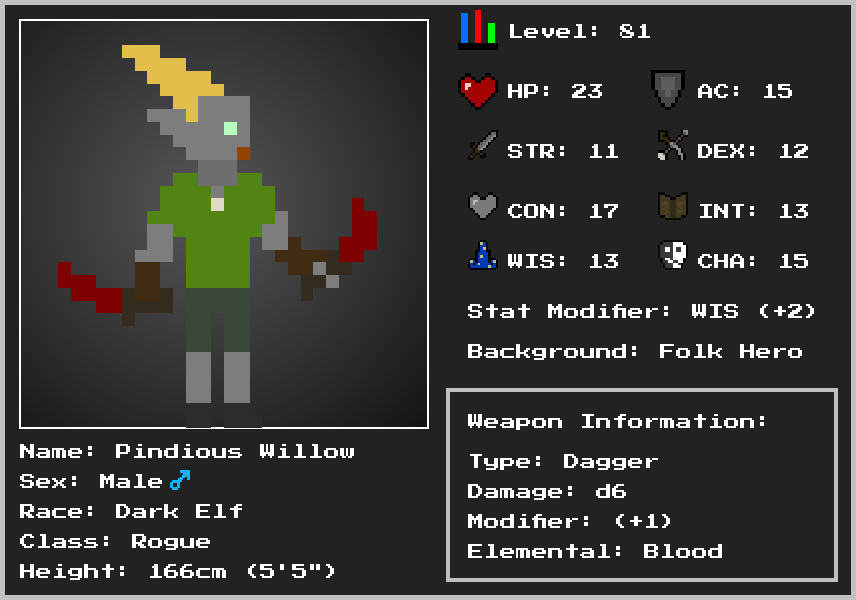 Level: 81
HP: 23 AC: 15
STR: 11 DEX: 12
CON: 17 INT: 13
WIS: 13 CHA: 15
Stat Modifier: WIS (+2)
Background: Folk Hero
Weapon Information:
Type: Dagger
Damage: d6
Modifier: (+1)
Elemental: Blood
Name: Pindious Willow
Sex: Male ♂
Race: Dark Elf
Class: Rogue
Height: 166cm (5'5")